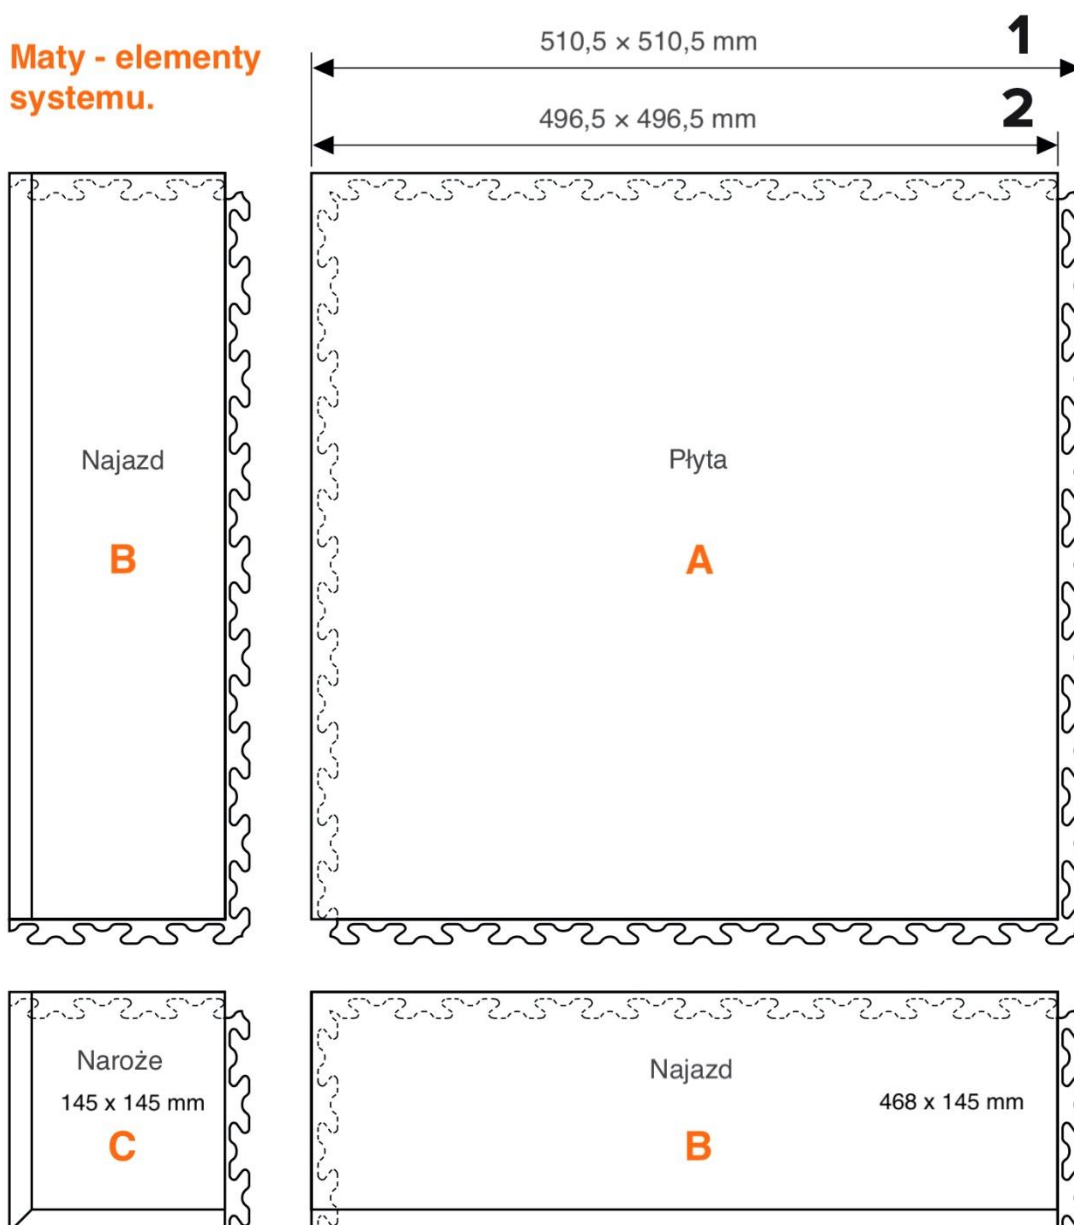 Maty - elementy
systemu.
510,5 × 510,5 mm
1
496,5 × 496,5 mm
2
Najazd
B
Płyta
A
Naroże
145 x 145 mm
C
Najazd
468 x 145 mm
B